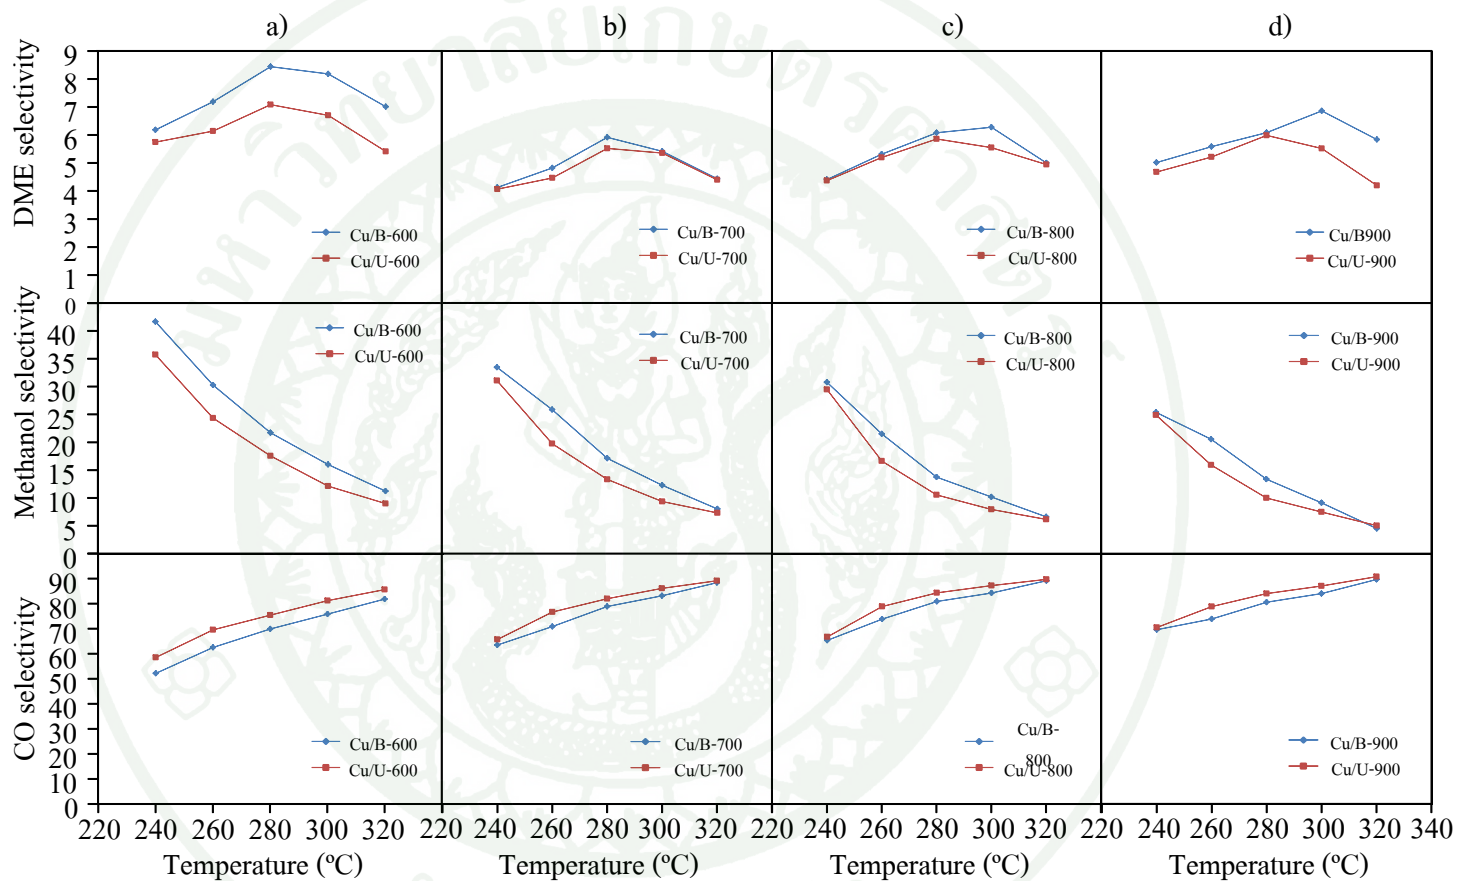 a) b) c) d)
DME selectivity
9
8
7
6
5
4
3
2
1
0
Cu/B-600
Cu/U-600
Cu/B-700
Cu/U-700
Cu/B-800
Cu/U-800
Cu/B900
Cu/U-900
Methanol selectivity
40
35
30
25
20
15
10
5
0
Cu/B-600
Cu/U-600
Cu/B-700
Cu/U-700
Cu/B-800
Cu/U-800
Cu/B-900
Cu/U-900
CO selectivity
90
80
70
60
50
40
30
20
10
0
Cu/B-600
Cu/U-600
Cu/B-700
Cu/U-700
Cu/B-
800
Cu/U-800
Cu/B-900
Cu/U-900
220 240 260 280 300 320 220 240 260 280 300 320 220 240 260 280 300 320 220 240 260 280 300 320 340
Temperature (ºC) Temperature (ºC) Temperature (ºC) Temperature (ºC)